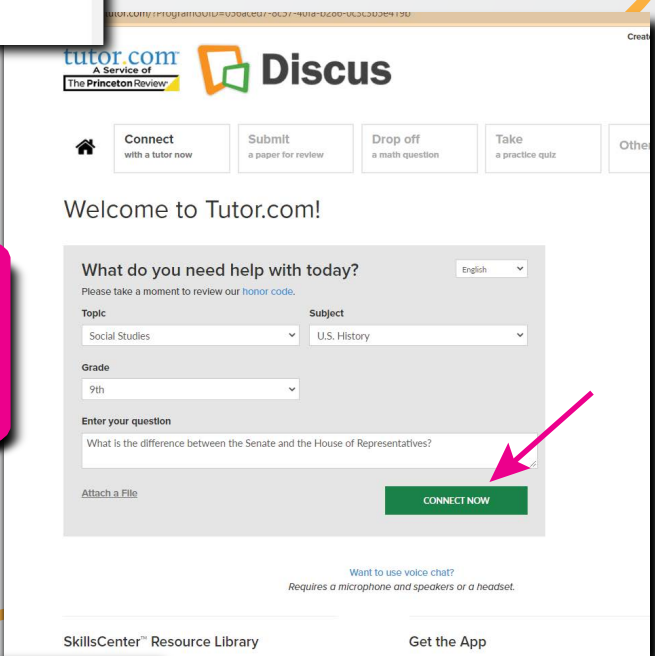 tutor.com/?ProgramGUID=
Create
tutor.com
A Service of
The Princeton Review
Discus
Connect
with a tutor now
Submit
a paper for review
Drop off
a math question
Take
a practice quiz
Other
Welcome to Tutor.com!
What do you need help with today?
English
Please take a moment to review our honor code.
Topic
Subject
Social Studies
U.S. History
Grade
9th
Enter your question
What is the difference between the Senate and the House of Representatives?
Attach a File
CONNECT NOW
Want to use voice chat?
Requires a microphone and speakers or a headset.
SkillsCenter™ Resource Library
Get the App